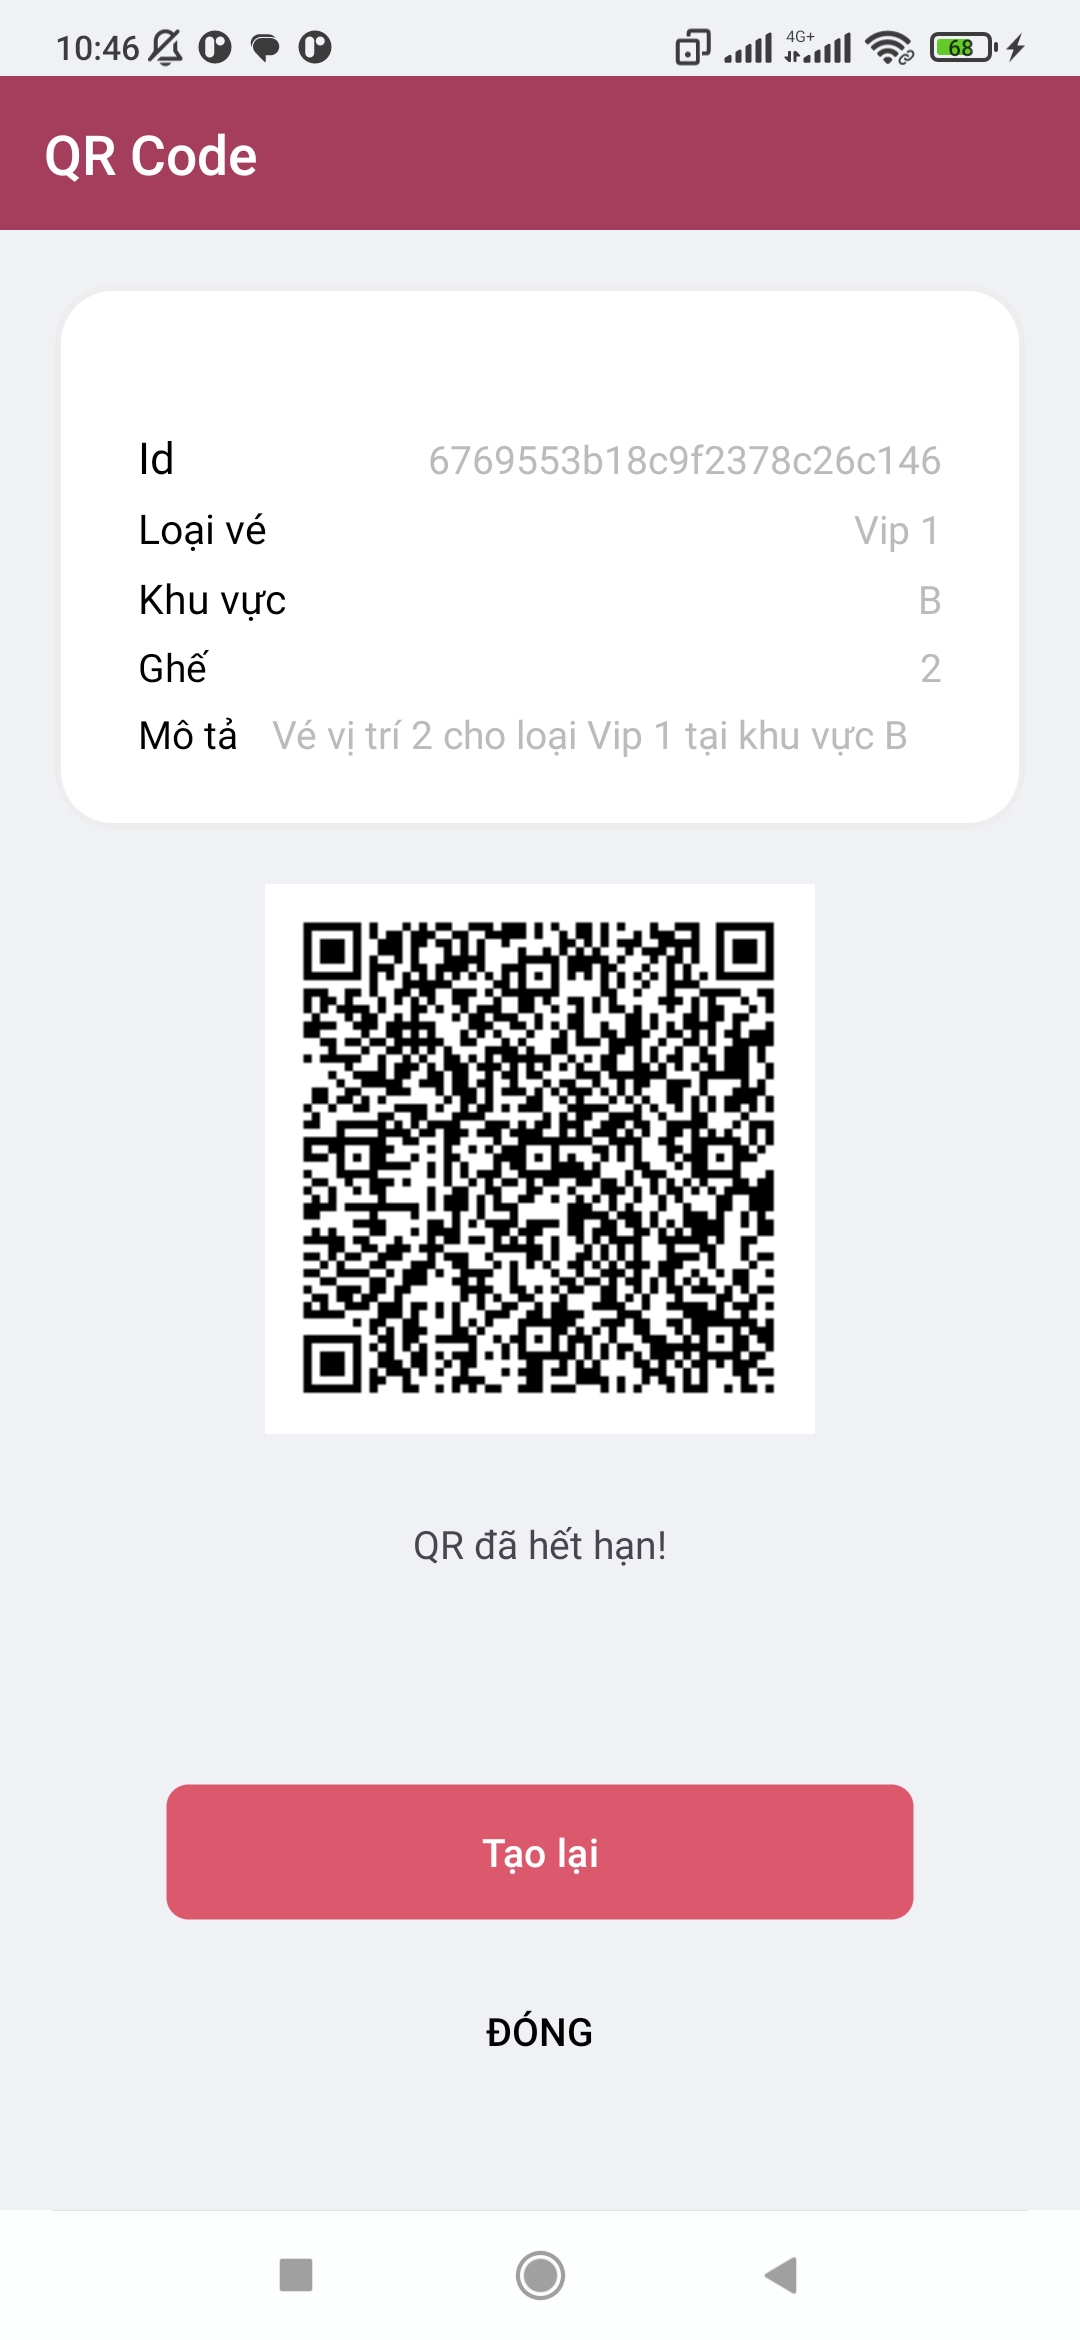 10:46
4G+
68
QR Code
Id 6769553b18c9f2378c26c146
Loại vé Vip 1
Khu vực B
Ghế 2
Mô tả Vé vị trí 2 cho loại Vip 1 tại khu vực B
QR đã hết hạn!
Tạo lại
ĐÓNG